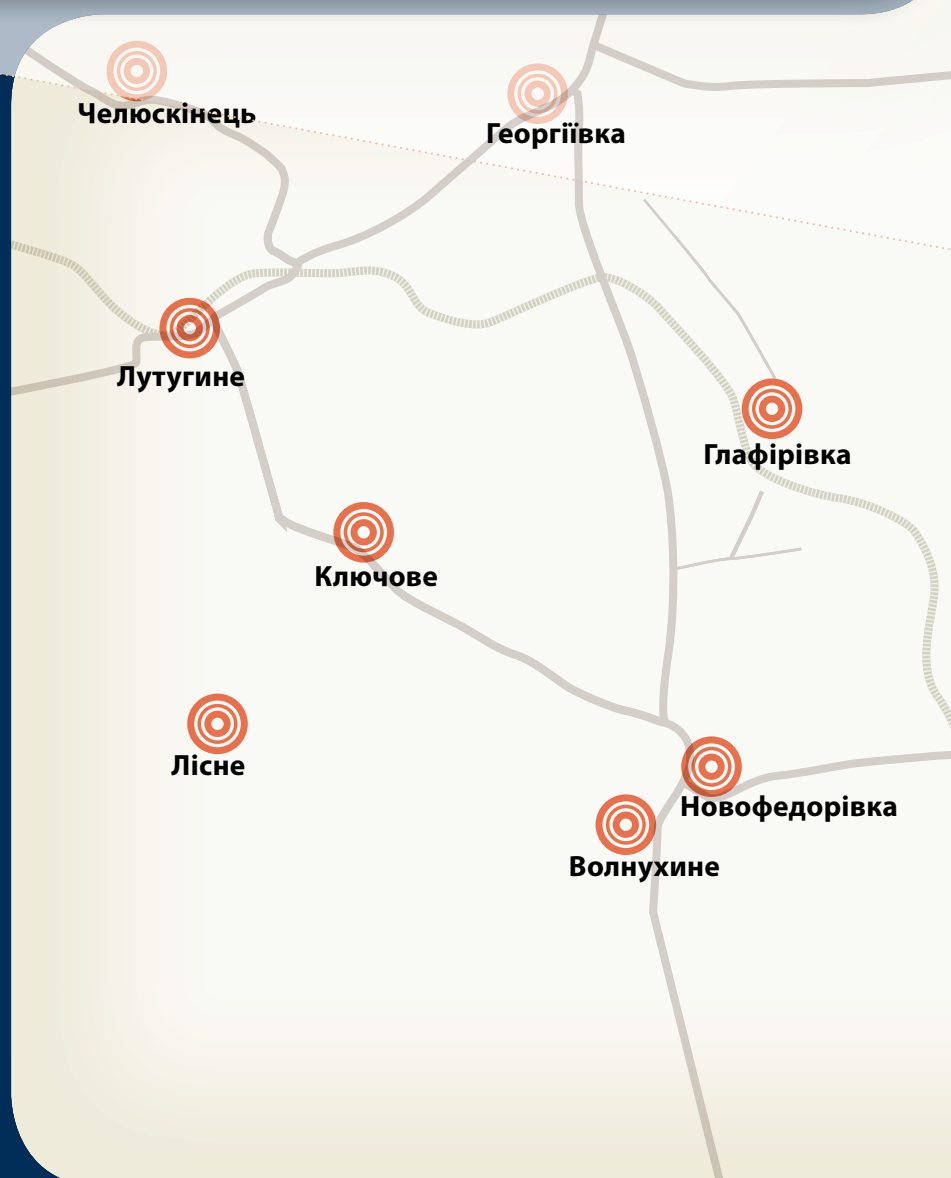 Челюскінець
Георгіївка
Лутугине
Глафірівка
Ключове
Лісне
Новофедорівка
Волнухине